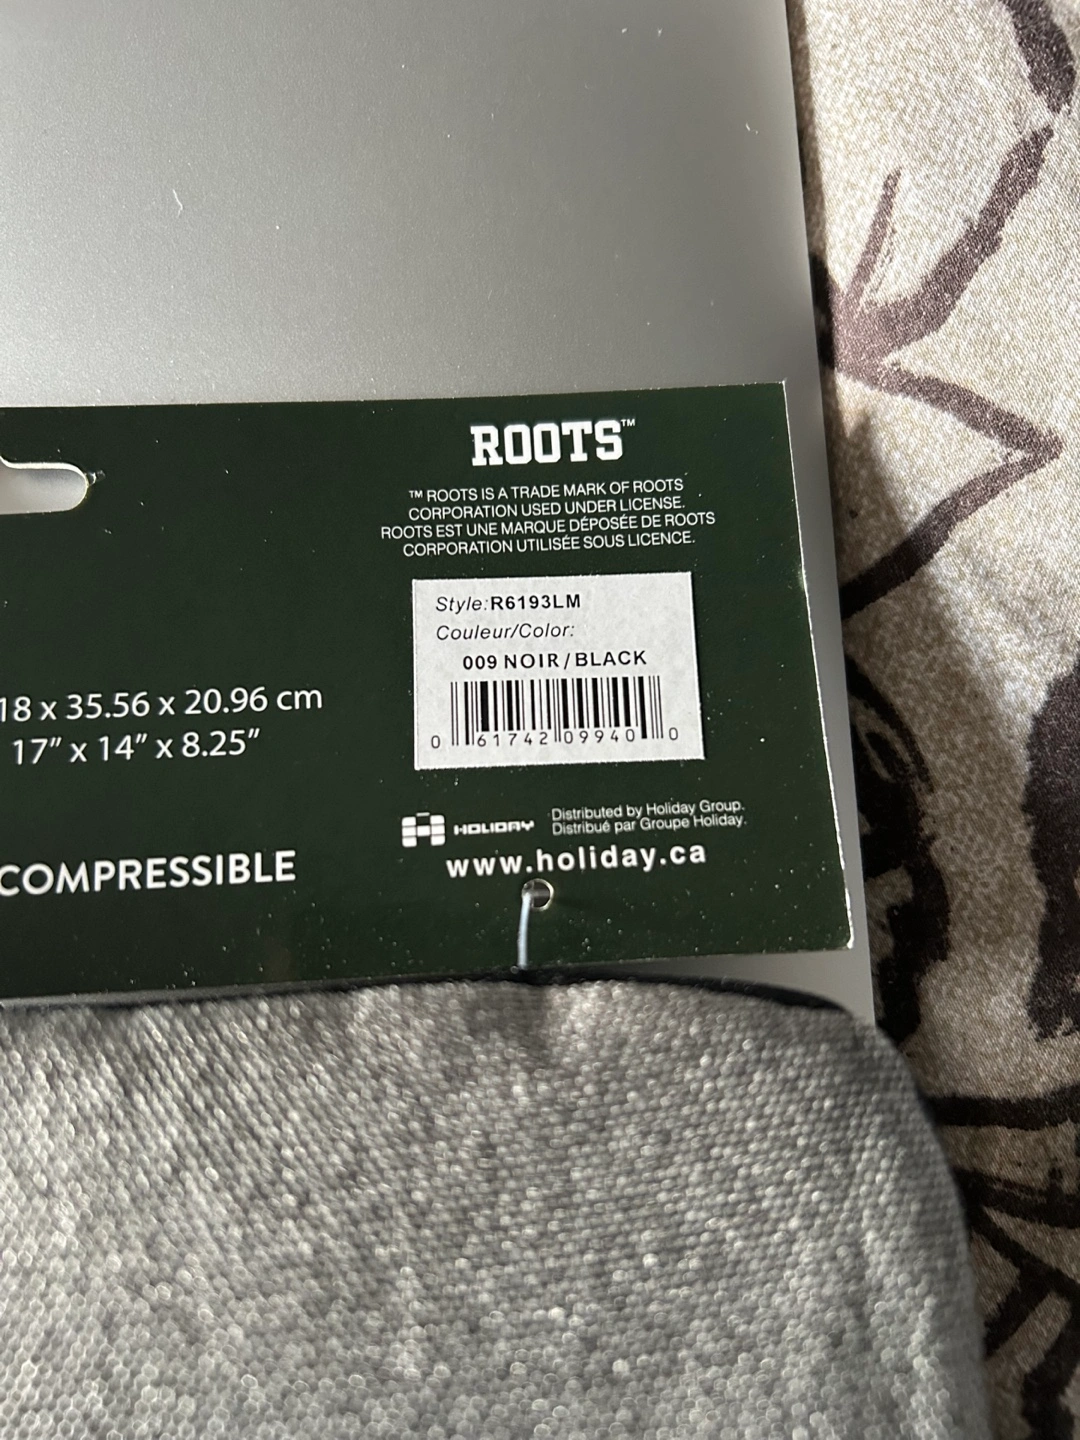 ROOTS™
™ ROOTS IS A TRADE MARK OF ROOTS
CORPORATION USED UNDER LICENSE.
ROOTS EST UNE MARQUE DÉPOSÉE DE ROOTS
CORPORATION UTILISÉE SOUS LICENCE.
Style:R6193LM
Couleur/Color:
009 NOIR/BLACK
0 61742 09940 0
18 x 35.56 x 20.96 cm
17” x 14” x 8.25”
COMPRESSIBLE
HOLIDAY
Distributed by Holiday Group.
Distribué par Groupe Holiday.
www.holiday.ca